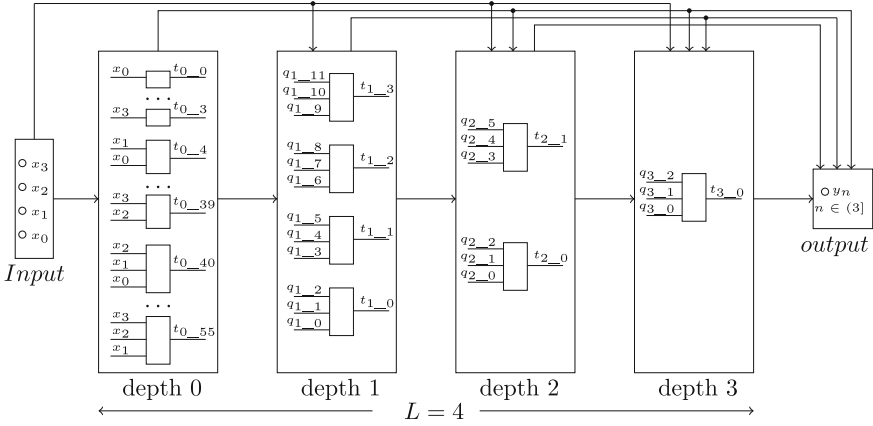 x₃
x₂
x₁
x₀
Input
x₀ t₀_₀
...
x₃ t₀_₃
x₁ t₀_₄
x₀
...
x₃ t₀_₃₉
x₂
x₂
x₁ t₀_₄₀
x₀
...
x₃
x₂ t₀_₅₅
x₁
depth 0
q₁_₁₁
q₁_₁₀ t₁_₃
q₁_₉
q₁_₈
q₁_₇ t₁_₂
q₁_₆
q₁_₅
q₁_₄ t₁_₁
q₁_₃
q₁_₂
q₁_₁ t₁_₀
q₁_₀
depth 1
q₂_₅
q₂_₄ t₂_₁
q₂_₃
q₂_₂
q₂_₁ t₂_₀
q₂_₀
depth 2
q₃_₂
q₃_₁ t₃_₀
q₃_₀
depth 3
yₙ
n ∈ (3]
output
L = 4